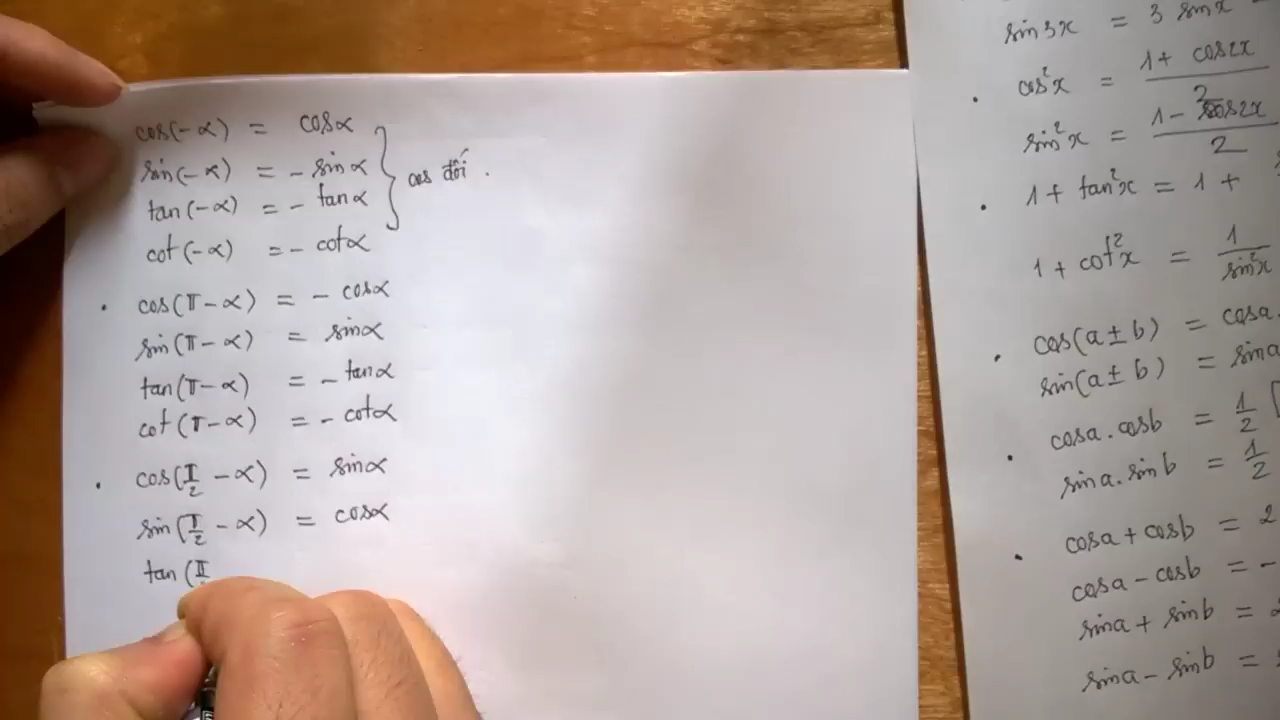 cos(-α) = cosα
sin(-α) = - sinα
tan(-α) = - tanα
cot(-α) = - cotα
cos đối.
• cos(π-α) = - cosα
sin(π-α) = sinα
tan(π-α) = - tanα
cot(π-α) = - cotα
• cos(π/2 - α) = sinα
sin(π/2 - α) = cosα
tan(π
sin3x = 3 sinx -
• cos²x = 1 + cos2x / 2
sin²x = 1 - cos2x / 2
• 1 + tan²x = 1 +
1 + cot²x = 1 / sin²x
• cos(a ± b) = cosa.
sin(a ± b) = sina
• cosa.cosb = 1/2 [
sina.sinb = 1/2
• cosa + cosb = 2
cosa - cosb = -
sina + sinb = 2
sina - sinb =